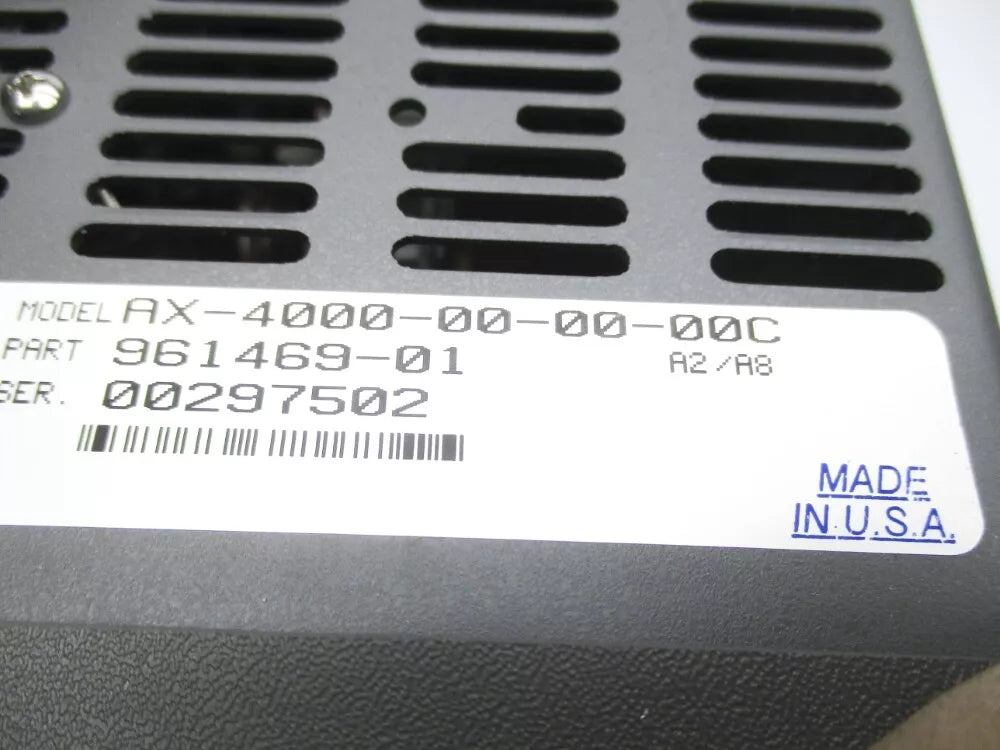 MODEL AX-4000-00-00-00C
PART 961469-01 A2/A8
SER. 00297502
MADE
IN U.S.A.